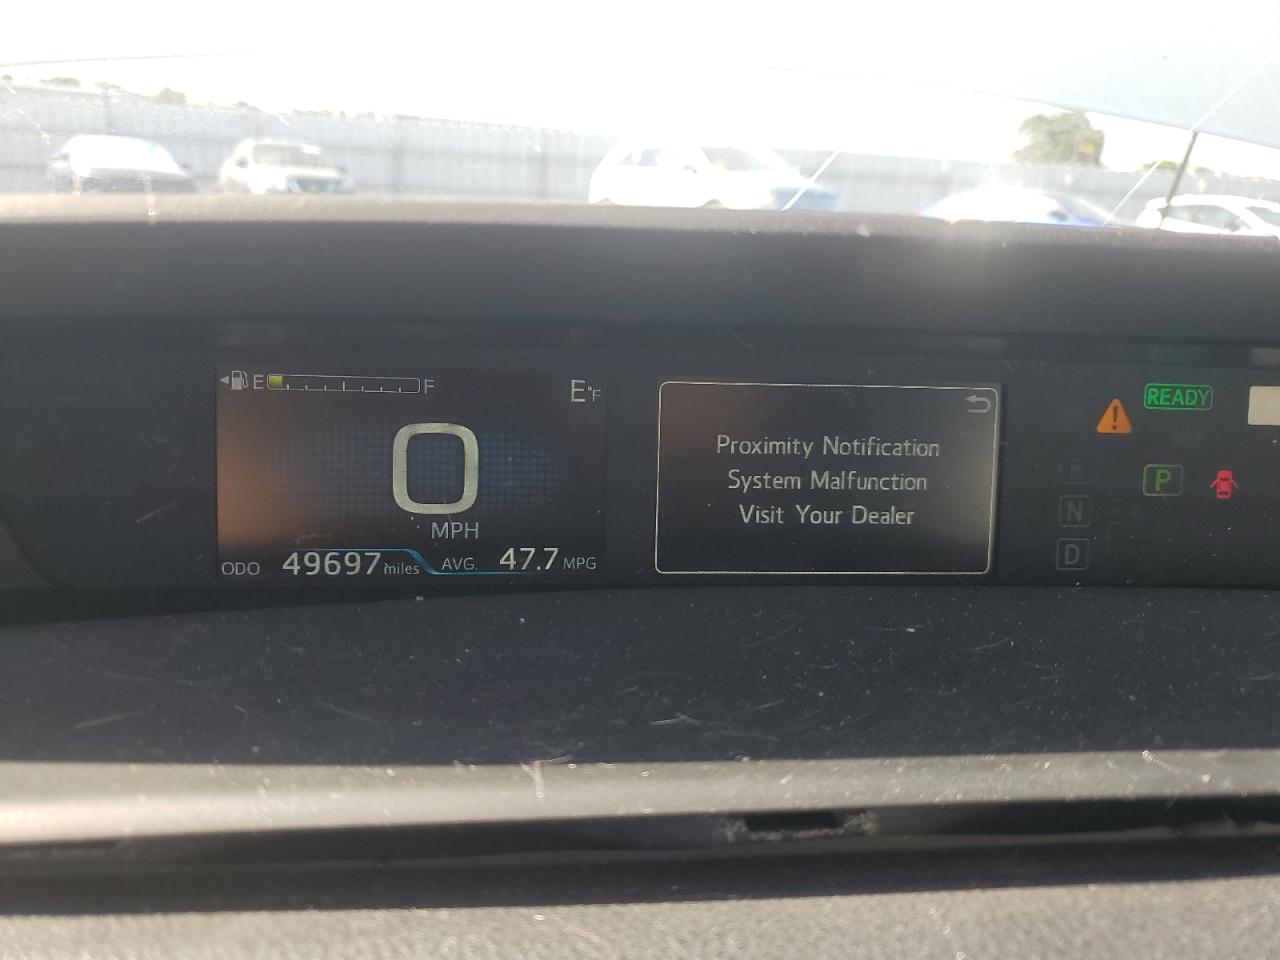 E F
E°F
0
MPH
ODO 49697 miles AVG. 47.7 MPG
Proximity Notification
System Malfunction
Visit Your Dealer
!
READY
R
P
N
D